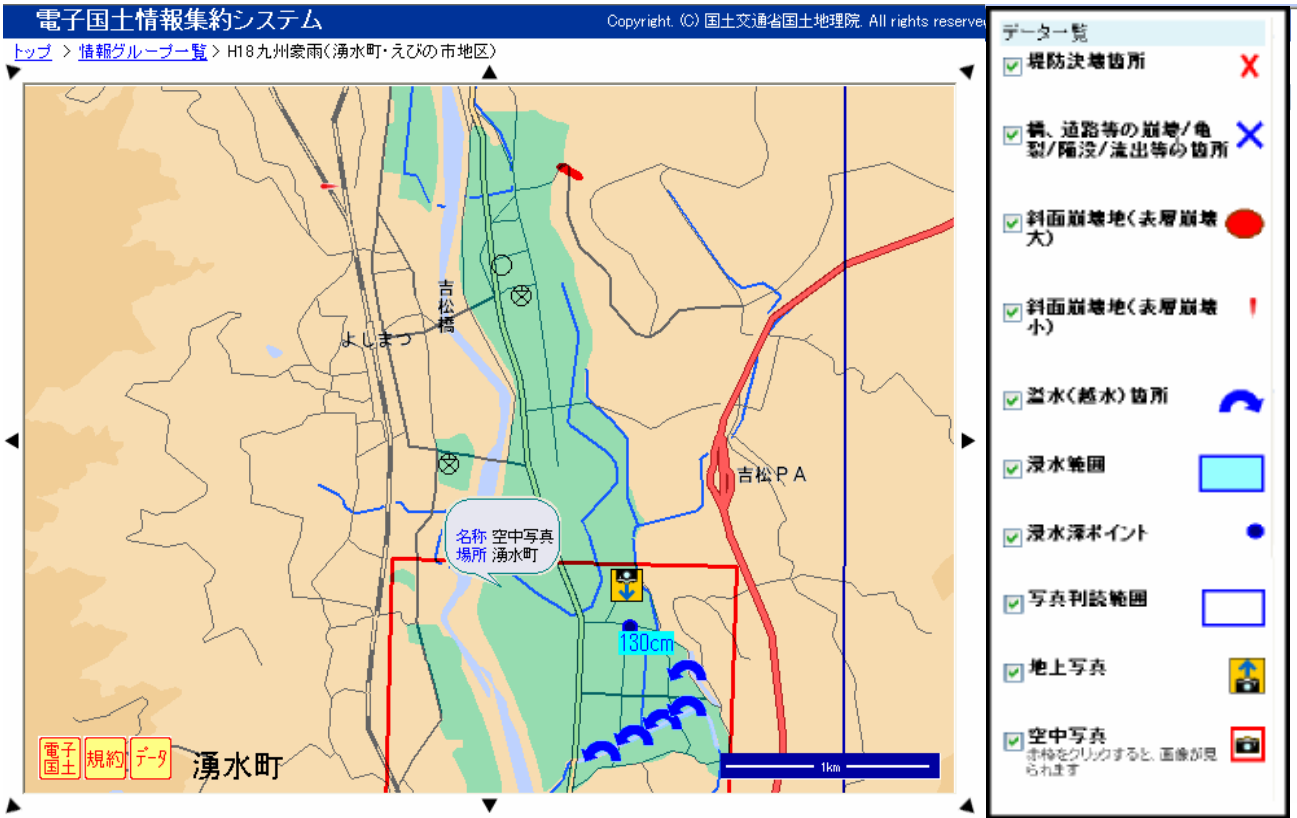 電子国土情報集約システム
Copyright. (C) 国土交通省国土地理院. All rights reserve
トップ > 情報グループ一覧 > H18九州豪雨(湧水町・えびの市地区)
吉松橋
よしまつ
吉松PA
名称 空中写真
場所 湧水町
130cm
電子
国土
規約
データ
湧水町
1km
データ一覧
堤防決壊箇所
橋、道路等の崩壊/亀
裂/陥没/流出等の箇所
斜面崩壊地(表層崩壊
大)
斜面崩壊地(表層崩壊
小)
溢水(越水)箇所
浸水範囲
浸水深ポイント
写真判読範囲
地上写真
空中写真
赤枠をクリックすると、画像が見
られます